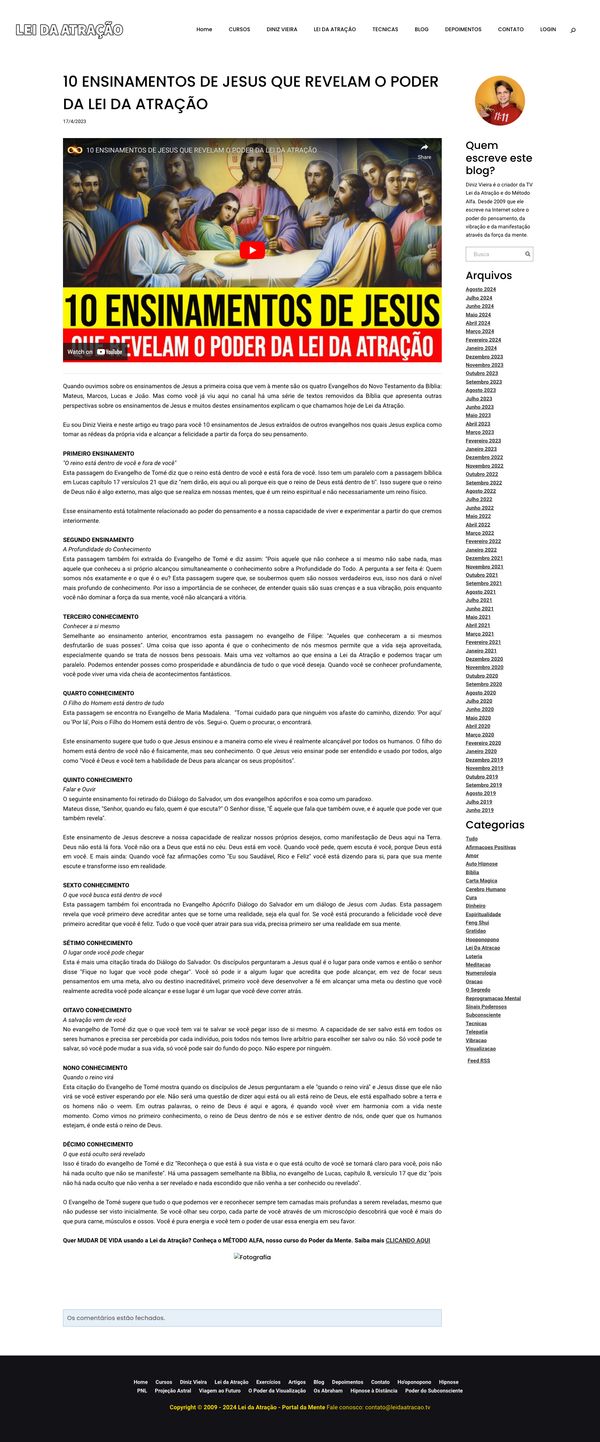 LEI DA ATRAÇÃO
Home CURSOS DINIZ VIEIRA LEI DA ATRAÇÃO TECNICAS BLOG DEPOIMENTOS CONTATO LOGIN
10 ENSINAMENTOS DE JESUS QUE REVELAM O PODER
DA LEI DA ATRAÇÃO
17/4/2023
10 ENSINAMENTOS DE JESUS QUE REVELAM O PODER DA LEI DA ATRAÇÃO
Share
10 ENSINAMENTOS DE JESUS
QUE REVELAM O PODER DA LEI DA ATRAÇÃO
Watch on YouTube
Quando ouvimos sobre os ensinamentos de Jesus a primeira coisa que vem à mente são os quatro Evangelhos do Novo Testamento da Bíblia:
Mateus, Marcos, Lucas e João. Mas como você já viu aqui no canal há uma série de textos removidos da Bíblia que apresenta outras
perspectivas sobre os ensinamentos de Jesus e muitos destes ensinamentos explicam o que chamamos hoje de Lei da Atração.
Eu sou Diniz Vieira e neste artigo eu trago para você 10 ensinamentos de Jesus extraídos de outros evangelhos nos quais Jesus explica como
tomar as rédeas da própria vida e alcançar a felicidade a partir da força do seu pensamento.
PRIMEIRO ENSINAMENTO
"O reino está dentro de você e fora de você"
Esta passagem do Evangelho de Tomé diz que o reino está dentro de você e está fora de você. Isso tem um paralelo com a passagem bíblica
em Lucas capítulo 17 versículos 21 que diz "nem dirão, eis aqui ou ali porque eis que o reino de Deus está dentro de ti". Isso sugere que o reino
de Deus não é algo externo, mas algo que se realiza em nossas mentes, que é um reino espiritual e não necessariamente um reino físico.
Esse ensinamento está totalmente relacionado ao poder do pensamento e a nossa capacidade de viver e experimentar a partir do que cremos
interiormente.
SEGUNDO ENSINAMENTO
A Profundidade do Conhecimento
Esta passagem também foi extraída do Evangelho de Tomé e diz assim: "Pois aquele que não conhece a si mesmo não sabe nada, mas
aquele que conheceu a si próprio alcançou simultaneamente o conhecimento sobre a Profundidade do Todo. A pergunta a ser feita é: Quem
somos nós exatamente e o que é o eu? Esta passagem sugere que, se soubermos quem são nossos verdadeiros eus, isso nos dará o nível
mais profundo de conhecimento. Por isso a importância de se conhecer, de entender quais são suas crenças e a sua vibração, pois enquanto
você não dominar a força da sua mente, você não alcançará a vitória.
TERCEIRO CONHECIMENTO
Conhecer a si mesmo
Semelhante ao ensinamento anterior, encontramos esta passagem no evangelho de Filipe: "Aqueles que conheceram a si mesmos
desfrutarão de suas posses". Uma coisa que isso aponta é que o conhecimento de nós mesmos permite que a vida seja aproveitada,
especialmente quando se trata de nossos bens pessoais. Mais uma vez voltamos ao que ensina a Lei da Atração e podemos traçar um
paralelo. Podemos entender posses como prosperidade e abundância de tudo o que você deseja. Quando você se conhecer profundamente,
você pode viver uma vida cheia de acontecimentos fantásticos.
QUARTO CONHECIMENTO
O Filho do Homem está dentro de tudo
Esta passagem se encontra no Evangelho de Maria Madalena. "Tomai cuidado para que ninguém vos afaste do caminho, dizendo: 'Por aqui'
ou 'Por lá', Pois o Filho do Homem está dentro de vós. Segui-o. Quem o procurar, o encontrará.
Este ensinamento sugere que tudo o que Jesus ensinou e a maneira como ele viveu é realmente alcançável por todos os humanos. O filho do
homem está dentro de você não é fisicamente, mas seu conhecimento. O que Jesus veio ensinar pode ser entendido e usado por todos, algo
como "Você é Deus e você tem a habilidade de Deus para alcançar os seus propósitos".
QUINTO CONHECIMENTO
Falar e Ouvir
O seguinte ensinamento foi retirado do Diálogo do Salvador, um dos evangelhos apócrifos e soa como um paradoxo.
Mateus disse, "Senhor, quando eu falo, quem é que escuta?" O Senhor disse, "É aquele que fala que também ouve, e é aquele que pode ver que
também revela".
Este ensinamento de Jesus descreve a nossa capacidade de realizar nossos próprios desejos, como manifestação de Deus aqui na Terra.
Deus não está lá fora. Você não ora a Deus que está no céu. Deus está em você. Quando você pede, quem escuta é você, porque Deus está
em você. E mais ainda: Quando você faz afirmações como "Eu sou Saudável, Rico e Feliz" você está dizendo para si, para que sua mente
escute e transforme isso em realidade.
SEXTO CONHECIMENTO
O que você busca está dentro de você
Esta passagem também foi encontrada no Evangelho Apócrifo Diálogo do Salvador em um diálogo de Jesus com Judas. Esta passagem
revela que você primeiro deve acreditar antes que se torne uma realidade, seja ela qual for. Se você está procurando a felicidade você deve
primeiro acreditar que você é feliz. Tudo o que você quer atrair para sua vida, precisa primeiro ser uma realidade em sua mente.
SÉTIMO CONHECIMENTO
O lugar onde você pode chegar
Esta é mais uma citação tirada do Diálogo do Salvador. Os discípulos perguntaram a Jesus qual é o lugar para onde vamos e então o senhor
disse "Fique no lugar que você pode chegar". Você só pode ir a algum lugar que acredita que pode alcançar, em vez de focar seus
pensamentos em uma meta, alvo ou destino inacreditável, primeiro você deve desenvolver a fé em alcançar uma meta ou destino que você
realmente acredita você pode alcançar e esse lugar é um lugar que você deve correr atrás.
OITAVO CONHECIMENTO
A salvação vem de você
No evangelho de Tomé diz que o que você tem vai te salvar se você pegar isso de si mesmo. A capacidade de ser salvo está em todos os
seres humanos e precisa ser percebida por cada indivíduo, pois todos nós temos livre arbítrio para escolher ser salvo ou não. Só você pode te
salvar, só você pode mudar a sua vida, só você pode sair do fundo do poço. Não espere por ninguém.
NONO CONHECIMENTO
Quando o reino virá
Esta citação do Evangelho de Tomé mostra quando os discípulos de Jesus perguntaram a ele "quando o reino virá" e Jesus disse que ele não
virá se você estiver esperando por ele. Não será uma questão de dizer aqui está ou ali está reino de Deus, ele está espalhado sobre a terra e
os homens não o veem. Em outras palavras, o reino de Deus é aqui e agora, é quando você viver em harmonia com a vida neste
momento. Como vimos no primeiro conhecimento, o reino de Deus dentro de nós e se estiver dentro de nós, onde quer que os humanos
estejam, é onde está o reino de Deus.
DÉCIMO CONHECIMENTO
O que está oculto será revelado
Isso é tirado do evangelho de Tomé e diz "Reconheça o que está à sua vista e o que está oculto de você se tornará claro para você, pois não
há nada oculto que não se manifeste". Há uma passagem semelhante na Bíblia, no evangelho de Lucas, capítulo 8, versículo 17 que diz "pois
não há nada oculto que não venha a ser revelado e nada escondido que não venha a ser conhecido ou revelado".
O Evangelho de Tomé sugere que tudo o que podemos ver e reconhecer sempre tem camadas mais profundas a serem reveladas, mesmo que
não pudesse ser visto inicialmente. Se você olhar seu corpo, cada parte de você através de um microscópio descobrirá que você é mais do
que pura carne, músculos e ossos. Você é pura energia e você tem o poder de usar essa energia em seu favor.
Quer MUDAR DE VIDA usando a Lei da Atração? Conheça o MÉTODO ALFA, nosso curso do Poder da Mente. Saiba mais CLICANDO AQUI
Fotografia
Os comentários estão fechados.
11:11
Quem
escreve este
blog?
Diniz Vieira é o criador da TV
Lei da Atração e do Método
Alfa. Desde 2009 que ele
escreve na Internet sobre o
poder do pensamento, da
vibração e da manifestação
através da força da mente.
Busca
Arquivos
Agosto 2024
Julho 2024
Junho 2024
Maio 2024
Abril 2024
Março 2024
Fevereiro 2024
Janeiro 2024
Dezembro 2023
Novembro 2023
Outubro 2023
Setembro 2023
Agosto 2023
Julho 2023
Junho 2023
Maio 2023
Abril 2023
Março 2023
Fevereiro 2023
Janeiro 2023
Dezembro 2022
Novembro 2022
Outubro 2022
Setembro 2022
Agosto 2022
Julho 2022
Junho 2022
Maio 2022
Abril 2022
Março 2022
Fevereiro 2022
Janeiro 2022
Dezembro 2021
Novembro 2021
Outubro 2021
Setembro 2021
Agosto 2021
Julho 2021
Junho 2021
Maio 2021
Abril 2021
Março 2021
Fevereiro 2021
Janeiro 2021
Dezembro 2020
Novembro 2020
Outubro 2020
Setembro 2020
Agosto 2020
Julho 2020
Junho 2020
Maio 2020
Abril 2020
Março 2020
Fevereiro 2020
Janeiro 2020
Dezembro 2019
Novembro 2019
Outubro 2019
Setembro 2019
Agosto 2019
Julho 2019
Junho 2019
Categorias
Tudo
Afirmacoes Positivas
Amor
Auto Hipnose
Bíblia
Carta Magica
Cerebro Humano
Cura
Dinheiro
Espiritualidade
Feng Shui
Gratidao
Hooponopono
Lei Da Atracao
Loteria
Meditacao
Numerologia
Oracao
O Segredo
Reprogramacao Mental
Sinais Poderosos
Subconsciente
Tecnicas
Telepatia
Vibracao
Visualizacao
Feed RSS
Home Cursos Diniz Vieira Lei da Atração Exercícios Artigos Blog Depoimentos Contato Ho'oponopono Hipnose
PNL Projeção Astral Viagem ao Futuro O Poder da Visualização Os Abraham Hipnose à Distância Poder do Subconsciente
Copyright © 2009 - 2024 Lei da Atração - Portal da Mente Fale conosco: contato@leidaatracao.tv